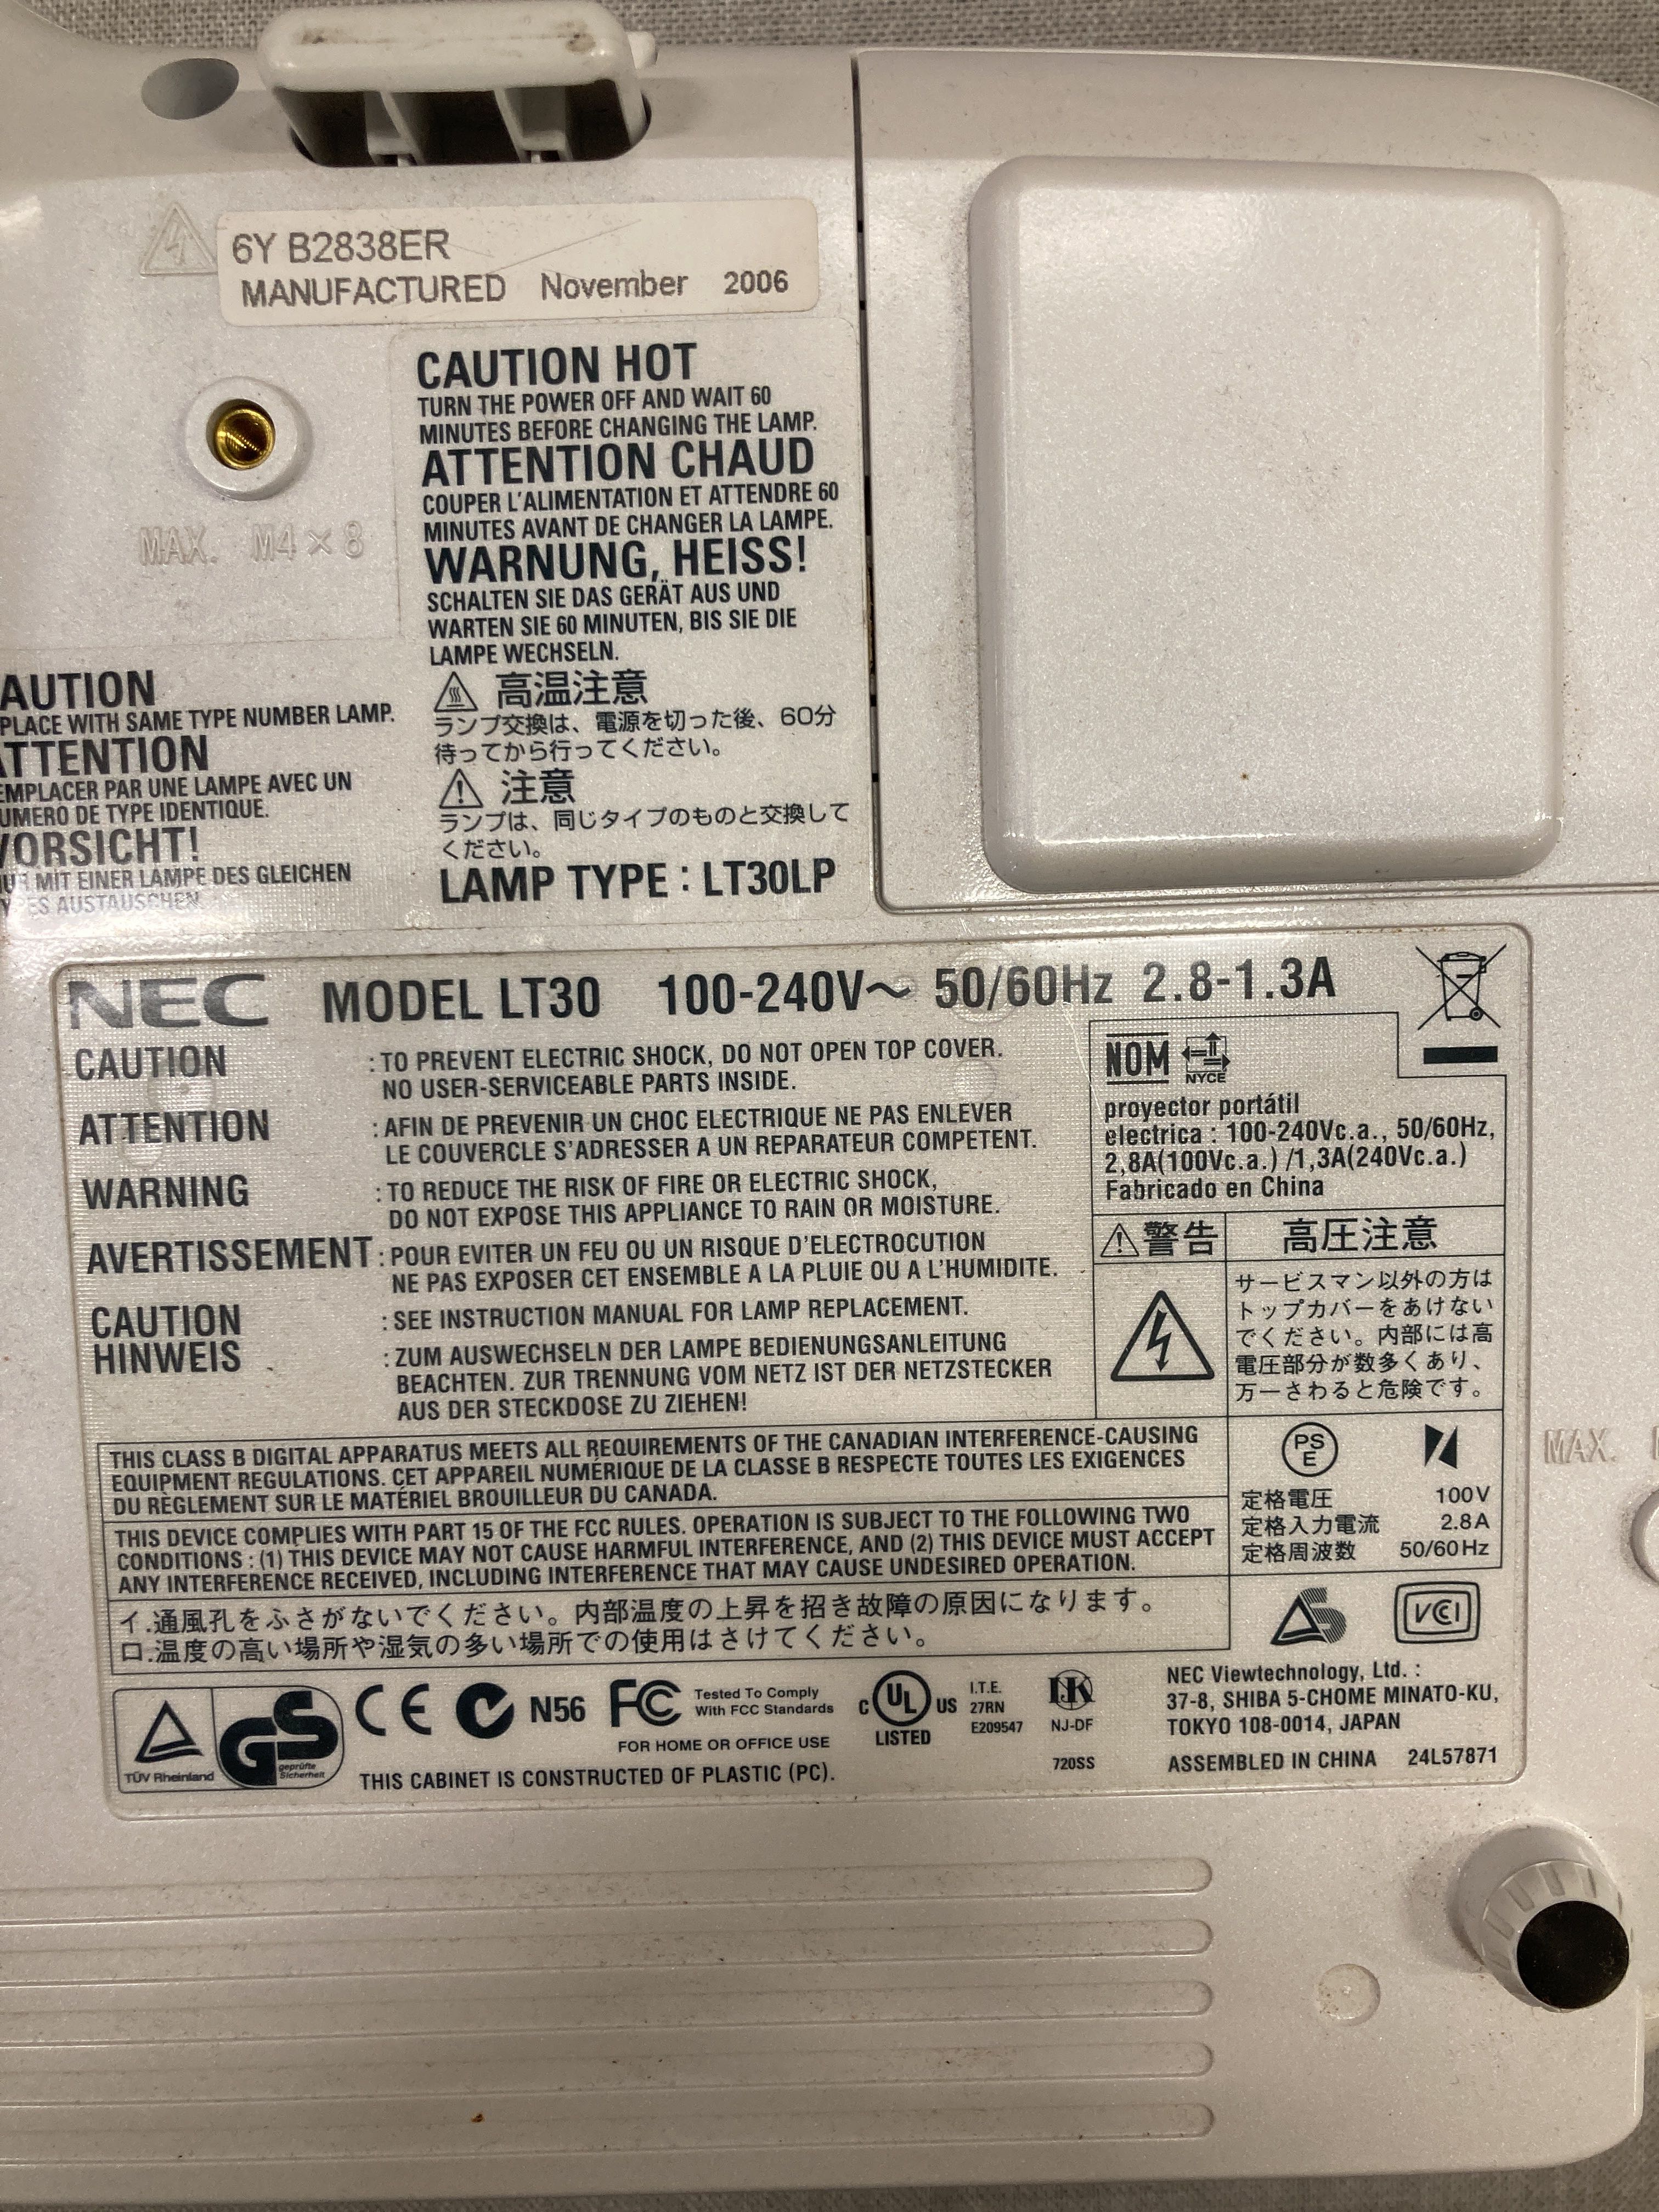 6Y B2838ER
MANUFACTURED November 2006
CAUTION HOT
TURN THE POWER OFF AND WAIT 60
MINUTES BEFORE CHANGING THE LAMP.
ATTENTION CHAUD
COUPER L'ALIMENTATION ET ATTENDRE 60
MINUTES AVANT DE CHANGER LA LAMPE.
WARNUNG, HEISS!
SCHALTEN SIE DAS GERÄT AUS UND
WARTEN SIE 60 MINUTEN, BIS SIE DIE
LAMPE WECHSELN.
高温注意
ランプ交換は、電源を切った後、60分
待ってから行ってください。
注意
ランプは、同じタイプのものと交換して
ください。
LAMP TYPE : LT30LP
MAX. M4 × 8
AUTION
PLACE WITH SAME TYPE NUMBER LAMP.
ATTENTION
EMPLACER PAR UNE LAMPE AVEC UN
UMERO DE TYPE IDENTIQUE.
VORSICHT!
MIT EINER LAMPE DES GLEICHEN
AUSTAUSCHEN
NEC MODEL LT30 100-240V~ 50/60Hz 2.8-1.3A
CAUTION : TO PREVENT ELECTRIC SHOCK, DO NOT OPEN TOP COVER.
NO USER-SERVICEABLE PARTS INSIDE.
ATTENTION : AFIN DE PREVENIR UN CHOC ELECTRIQUE NE PAS ENLEVER
LE COUVERCLE S'ADRESSER A UN REPARATEUR COMPETENT.
WARNING : TO REDUCE THE RISK OF FIRE OR ELECTRIC SHOCK,
DO NOT EXPOSE THIS APPLIANCE TO RAIN OR MOISTURE.
AVERTISSEMENT : POUR EVITER UN FEU OU UN RISQUE D'ELECTROCUTION
NE PAS EXPOSER CET ENSEMBLE A LA PLUIE OU A L'HUMIDITE.
CAUTION : SEE INSTRUCTION MANUAL FOR LAMP REPLACEMENT.
HINWEIS : ZUM AUSWECHSELN DER LAMPE BEDIENUNGSANLEITUNG
BEACHTEN. ZUR TRENNUNG VOM NETZ IST DER NETZSTECKER
AUS DER STECKDOSE ZU ZIEHEN!
NOM NYCE
proyector portátil
electrica : 100-240Vc.a., 50/60Hz,
2,8A(100Vc.a.) /1,3A(240Vc.a.)
Fabricado en China
警告 高圧注意
サービスマン以外の方は
トップカバーをあけない
でください。内部には高
電圧部分が数多くあり、
万一さわると危険です。
THIS CLASS B DIGITAL APPARATUS MEETS ALL REQUIREMENTS OF THE CANADIAN INTERFERENCE-CAUSING
EQUIPMENT REGULATIONS. CET APPAREIL NUMÉRIQUE DE LA CLASSE B RESPECTE TOUTES LES EXIGENCES
DU RÈGLEMENT SUR LE MATÉRIEL BROUILLEUR DU CANADA.
THIS DEVICE COMPLIES WITH PART 15 OF THE FCC RULES. OPERATION IS SUBJECT TO THE FOLLOWING TWO
CONDITIONS : (1) THIS DEVICE MAY NOT CAUSE HARMFUL INTERFERENCE, AND (2) THIS DEVICE MUST ACCEPT
ANY INTERFERENCE RECEIVED, INCLUDING INTERFERENCE THAT MAY CAUSE UNDESIRED OPERATION.
イ.通風孔をふさがないでください。内部温度の上昇を招き故障の原因になります。
ロ.温度の高い場所や湿気の多い場所での使用はさけてください。
PS
E
定格電圧 100V
定格入力電流 2.8A
定格周波数 50/60Hz
VCCI
MAX.
TÜV Rheinland
GS
geprüfte
Sicherheit
CE N56
FC Tested To Comply
With FCC Standards
FOR HOME OR OFFICE USE
C UL US
LISTED
I.T.E.
27RN
E209547
NJ-DF
720SS
THIS CABINET IS CONSTRUCTED OF PLASTIC (PC).
NEC Viewtechnology, Ltd. :
37-8, SHIBA 5-CHOME MINATO-KU,
TOKYO 108-0014, JAPAN
ASSEMBLED IN CHINA 24L57871